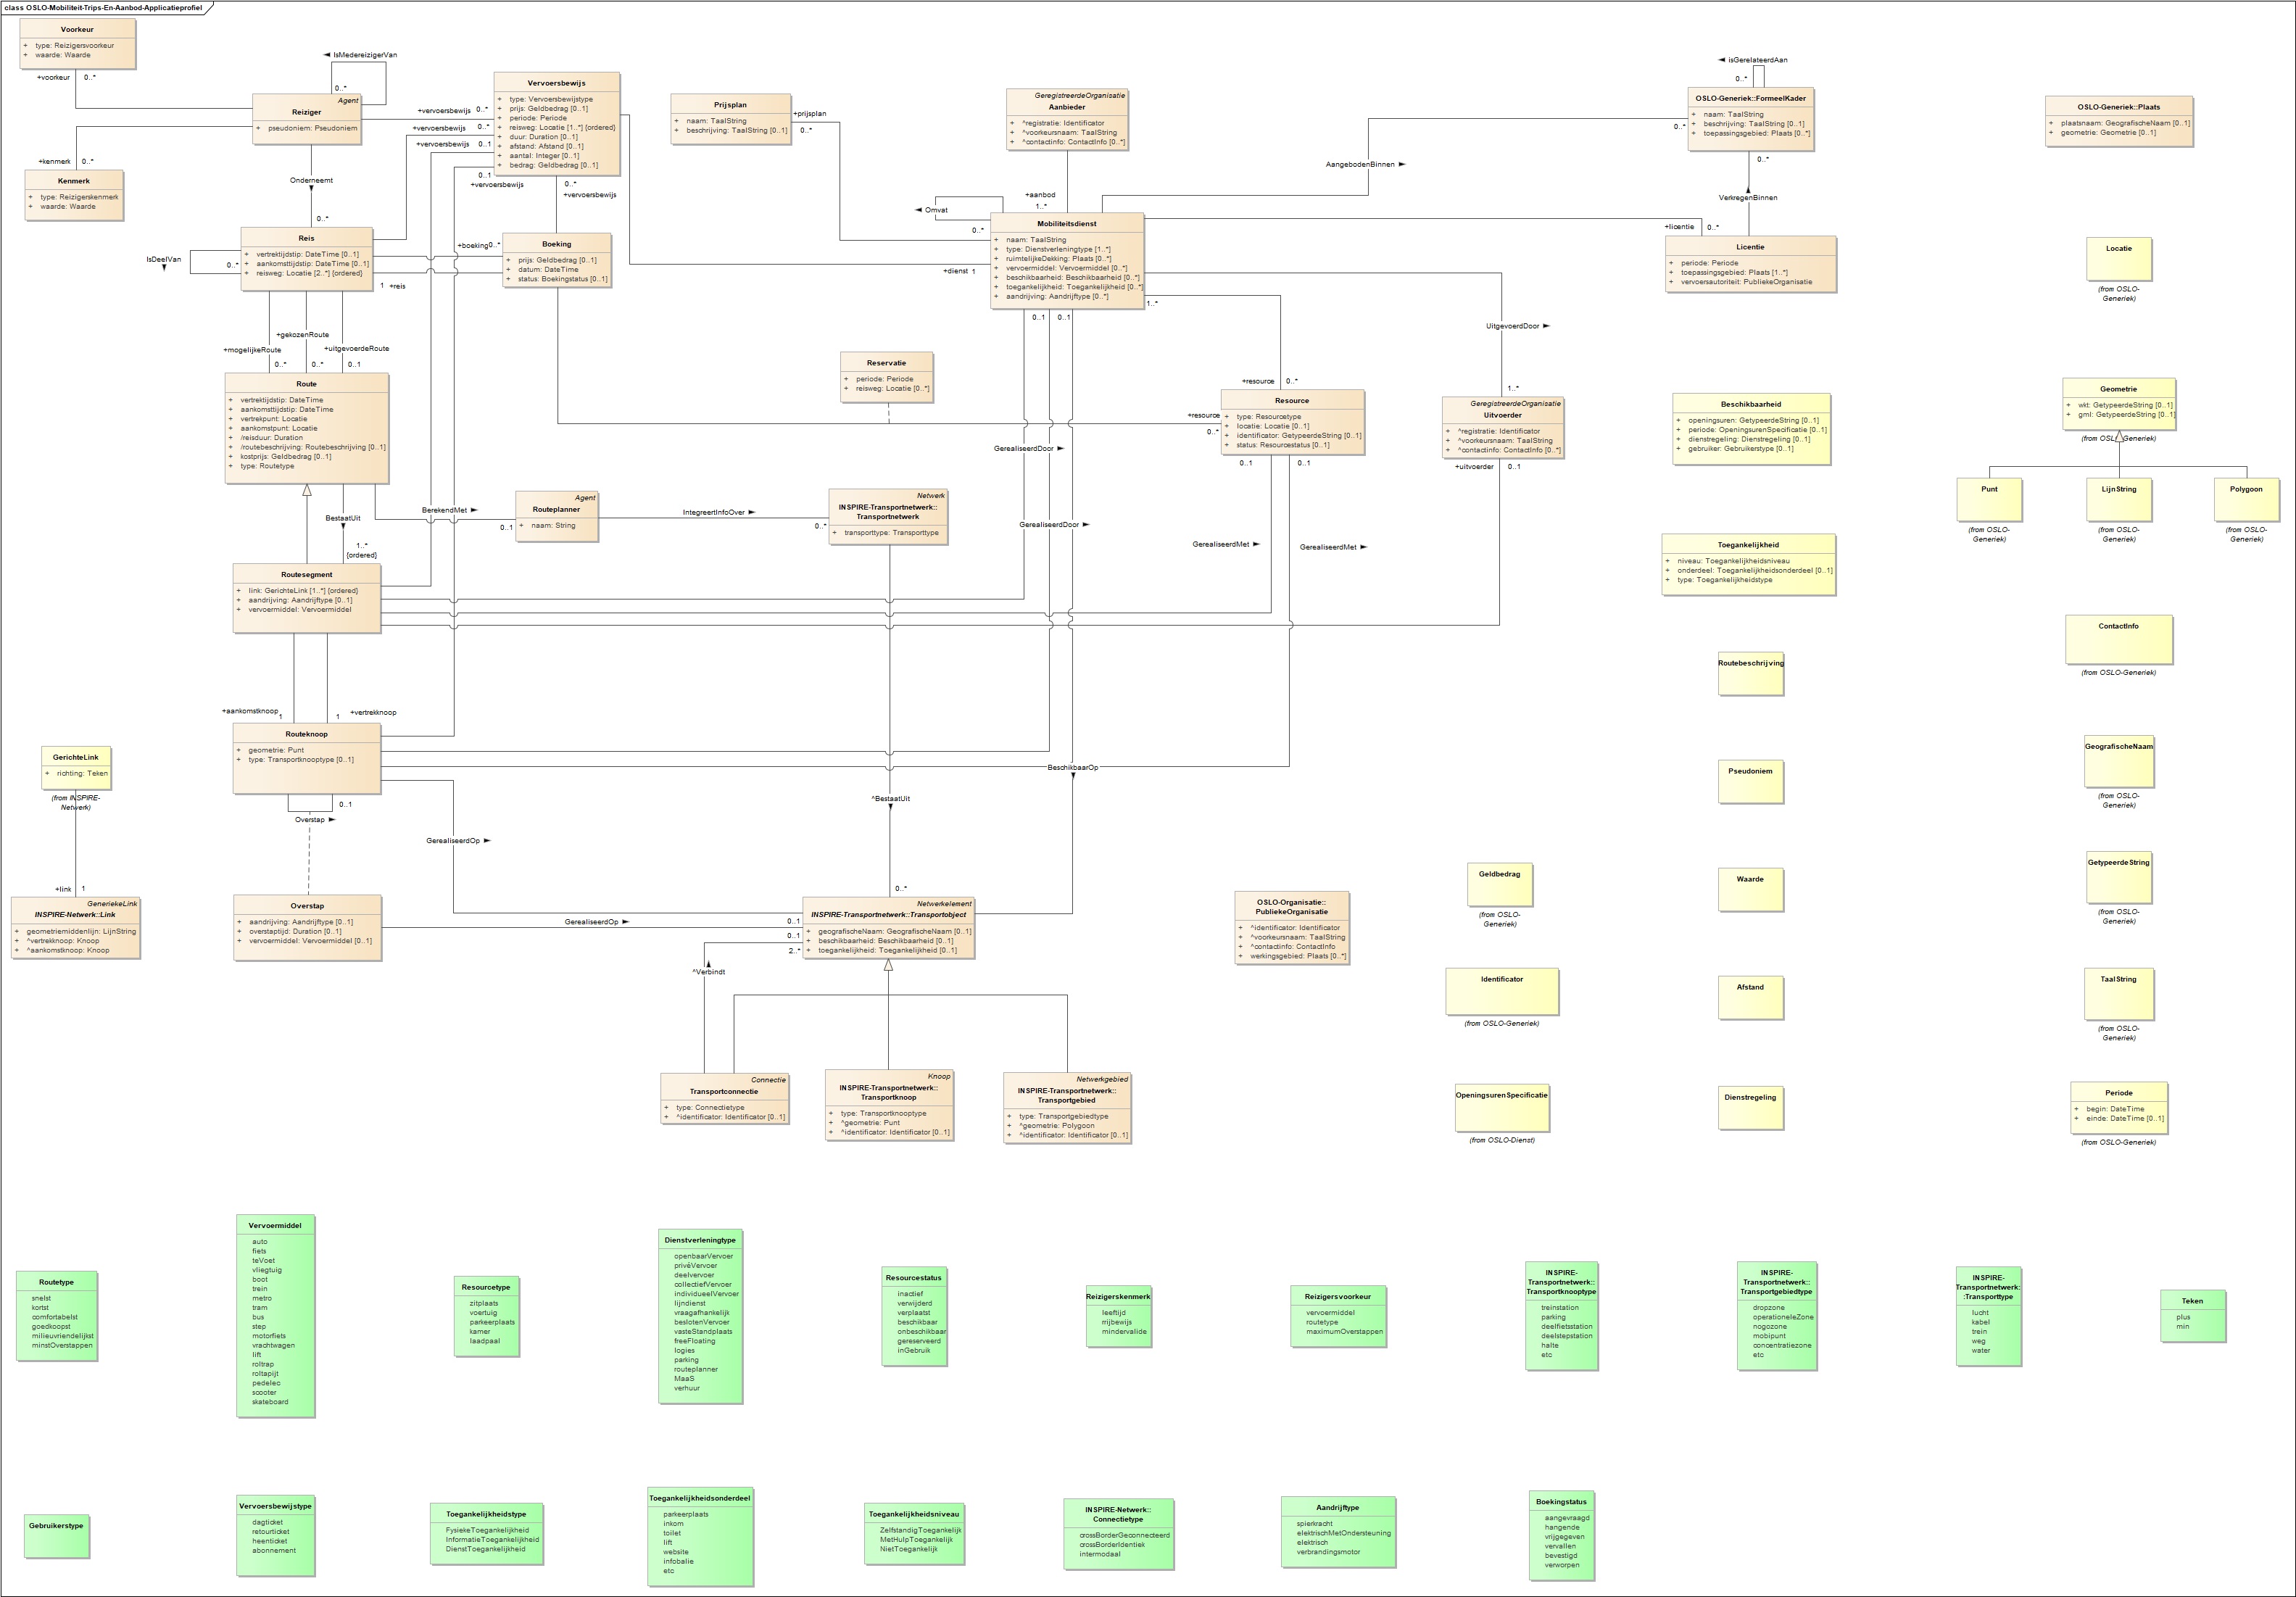 class OSLO-Mobiliteit-Trips-En-Aanbod-Applicatieprofiel
Voorkeur
+ type: Reizigersvoorkeur
+ waarde: Waarde
+voorkeur
0..*
IsMedereizigerVan
0..*
Agent
Reiziger
+ pseudoniem: Pseudoniem
+kenmerk
0..*
Kenmerk
+ type: Reizigerskenmerk
+ waarde: Waarde
Onderneemt
0..*
Vervoersbewijs
+ type: Vervoersbewijstype
+ prijs: Geldbedrag [0..1]
+ periode: Periode
+ reisweg: Locatie [1..*] {ordered}
+ duur: Duration [0..1]
+ afstand: Afstand [0..1]
+ aantal: Integer [0..1]
+ bedrag: Geldbedrag [0..1]
+vervoersbewijs 0..*
+vervoersbewijs 0..*
+vervoersbewijs 0..1
0..1
+vervoersbewijs
0..*
+vervoersbewijs
Prijsplan
+ naam: TaalString
+ beschrijving: TaalString [0..1]
+prijsplan
0..*
GeregistreerdeOrganisatie
Aanbieder
+ ^registratie: Identificator
+ ^voorkeursnaam: TaalString
+ ^contactinfo: ContactInfo [0..*]
+aanbod
1..*
Omvat
0..*
Mobiliteitsdienst
+ naam: TaalString
+ type: Dienstverleningtype [1..*]
+ ruimtelijkeDekking: Plaats [0..*]
+ vervoermiddel: Vervoermiddel [0..*]
+ beschikbaarheid: Beschikbaarheid [0..*]
+ toegankelijkheid: Toegankelijkheid [0..*]
+ aandrijving: Aandrijftype [0..*]
+dienst 1
1..*
0..1
0..1
AangebodenBinnen
isGerelateerdAan
0..*
OSLO-Generiek::FormeelKader
+ naam: TaalString
+ beschrijving: TaalString [0..1]
+ toepassingsgebied: Plaats [0..*]
0..*
0..*
VerkregenBinnen
+licentie 0..*
Licentie
+ periode: Periode
+ toepassingsgebied: Plaats [1..*]
+ vervoersautoriteit: PubliekeOrganisatie
OSLO-Generiek::Plaats
+ plaatsnaam: GeografischeNaam [0..1]
+ geometrie: Geometrie [0..1]
Locatie
(from OSLO-
Generiek)
Reis
+ vertrektijdstip: DateTime [0..1]
+ aankomsttijdstip: DateTime [0..1]
+ reisweg: Locatie [2..*] {ordered}
IsDeelVan
0..*
1 +reis
+boeking 0..*
Boeking
+ prijs: Geldbedrag [0..1]
+ datum: DateTime
+ status: Boekingstatus [0..1]
+mogelijkeRoute
0..*
+gekozenRoute
0..*
+uitgevoerdeRoute
0..1
Route
+ vertrektijdstip: DateTime
+ aankomsttijdstip: DateTime
+ vertrekpunt: Locatie
+ aankomstpunt: Locatie
+ /reisduur: Duration
+ /routebeschrijving: Routebeschrijving [0..1]
+ kostprijs: Geldbedrag [0..1]
+ type: Routetype
Reservatie
+ periode: Periode
+ reisweg: Locatie [0..*]
+resource 0..*
+resource
0..*
Resource
+ type: Resourcetype
+ locatie: Locatie [0..1]
+ identificator: GetypeerdeString [0..1]
+ status: Resourcestatus [0..1]
0..1
0..1
UitgevoerdDoor
1..*
GeregistreerdeOrganisatie
Uitvoerder
+ ^registratie: Identificator
+ ^voorkeursnaam: TaalString
+ ^contactinfo: ContactInfo [0..*]
+uitvoerder 0..1
Beschikbaarheid
+ openingsuren: GetypeerdeString [0..1]
+ periode: OpeningsurenSpecificatie [0..1]
+ dienstregeling: Dienstregeling [0..1]
+ gebruiker: Gebruikerstype [0..1]
Geometrie
+ wkt: GetypeerdeString [0..1]
+ gml: GetypeerdeString [0..1]
(from OSLO-Generiek)
Punt
(from OSLO-
Generiek)
LijnString
(from OSLO-
Generiek)
Polygoon
(from OSLO-
Generiek)
GerealiseerdDoor
GerealiseerdDoor
GerealiseerdMet
GerealiseerdMet
BestaatUit
1..*
{ordered}
BerekendMet
0..1
Agent
Routeplanner
+ naam: String
IntegreertInfoOver
0..*
Netwerk
INSPIRE-Transportnetwerk::
Transportnetwerk
+ transporttype: Transporttype
Toegankelijkheid
+ niveau: Toegankelijkheidsniveau
+ onderdeel: Toegankelijkheidsonderdeel [0..1]
+ type: Toegankelijkheidstype
Routesegment
+ link: GerichteLink [1..*] {ordered}
+ aandrijving: Aandrijftype [0..1]
+ vervoermiddel: Vervoermiddel
ContactInfo
(from OSLO-Generiek)
Routebeschrijving
+aankomstknoop
1
+vertrekknoop
1
Routeknoop
+ geometrie: Punt
+ type: Transportknooptype [0..1]
0..1
Overstap
GerichteLink
+ richting: Teken
(from INSPIRE-
Netwerk)
+link 1
GeneriekeLink
INSPIRE-Netwerk::Link
+ geometriemiddenlijn: LijnString
+ ^vertrekknoop: Knoop
+ ^aankomstknoop: Knoop
Overstap
+ aandrijving: Aandrijftype [0..1]
+ overstaptijd: Duration [0..1]
+ vervoermiddel: Vervoermiddel [0..1]
GerealiseerdOp
GerealiseerdOp
^BestaatUit
0..*
BeschikbaarOp
Netwerkelement
INSPIRE-Transportnetwerk::Transportobject
+ geografischeNaam: GeografischeNaam [0..1]
+ beschikbaarheid: Beschikbaarheid [0..1]
+ toegankelijkheid: Toegankelijkheid [0..1]
0..1
0..1
2..*
^Verbindt
Connectie
Transportconnectie
+ type: Connectietype
+ ^identificator: Identificator [0..1]
Knoop
INSPIRE-Transportnetwerk::
Transportknoop
+ type: Transportknooptype
+ ^geometrie: Punt
+ ^identificator: Identificator [0..1]
Netwerkgebied
INSPIRE-Transportnetwerk::
Transportgebied
+ type: Transportgebiedtype
+ ^geometrie: Polygoon
+ ^identificator: Identificator [0..1]
OSLO-Organisatie::
PubliekeOrganisatie
+ ^identificator: Identificator
+ ^voorkeursnaam: TaalString
+ ^contactinfo: ContactInfo
+ werkingsgebied: Plaats [0..*]
Pseudoniem
GeografischeNaam
(from OSLO-
Generiek)
Geldbedrag
(from OSLO-
Generiek)
Waarde
GetypeerdeString
(from OSLO-
Generiek)
Identificator
(from OSLO-Generiek)
Afstand
TaalString
(from OSLO-
Generiek)
OpeningsurenSpecificatie
(from OSLO-Dienst)
Dienstregeling
Periode
+ begin: DateTime
+ einde: DateTime [0..1]
(from OSLO-Generiek)
Routetype
snelst
kortst
comfortabelst
goedkoopst
milieuvriendelijkst
minstOverstappen
Vervoermiddel
auto
fiets
teVoet
vliegtuig
boot
trein
metro
tram
bus
step
motorfiets
vrachtwagen
lift
roltrap
roltapijt
pedelec
scooter
skateboard
Resourcetype
zitplaats
voertuig
parkeerplaats
kamer
laadpaal
Dienstverleningtype
openbaarVervoer
privéVervoer
deelvervoer
collectiefVervoer
individueelVervoer
lijndienst
vraagafhankelijk
beslotenVervoer
vasteStandplaats
freeFloating
logies
parking
routeplanner
MaaS
verhuur
Resourcestatus
inactief
verwijderd
verplaatst
beschikbaar
onbeschikbaar
gereserveerd
inGebruik
Reizigerskenmerk
leeftijd
rrijbewijs
mindervalide
Reizigersvoorkeur
vervoermiddel
routetype
maximumOverstappen
INSPIRE-
Transportnetwerk::
Transportknooptype
treinstation
parking
deelfietsstation
deelstepstation
halte
etc
INSPIRE-
Transportnetwerk::
Transportgebiedtype
dropzone
operationeleZone
nogozone
mobipunt
concentratiezone
etc
INSPIRE-
Transportnetwerk:
:Transporttype
lucht
kabel
trein
weg
water
Teken
plus
min
Gebruikerstype
Vervoersbewijstype
dagticket
retourticket
heenticket
abonnement
Toegankelijkheidstype
FysiekeToegankelijkheid
InformatieToegankelijkheid
DienstToegankelijkheid
Toegankelijkheidsonderdeel
parkeerplaats
inkom
toilet
lift
website
infobalie
etc
Toegankelijkheidsniveau
ZelfstandigToegankelijk
MetHulpToegankelijk
NietToegankelijk
INSPIRE-Netwerk::
Connectietype
crossBorderGeconnecteerd
crossBorderIdentiek
intermodaal
Aandrijftype
spierkracht
elektrischMetOndersteuning
elektrisch
verbrandingsmotor
Boekingstatus
aangevraagd
hangende
vrijgegeven
vervallen
bevestigd
verworpen